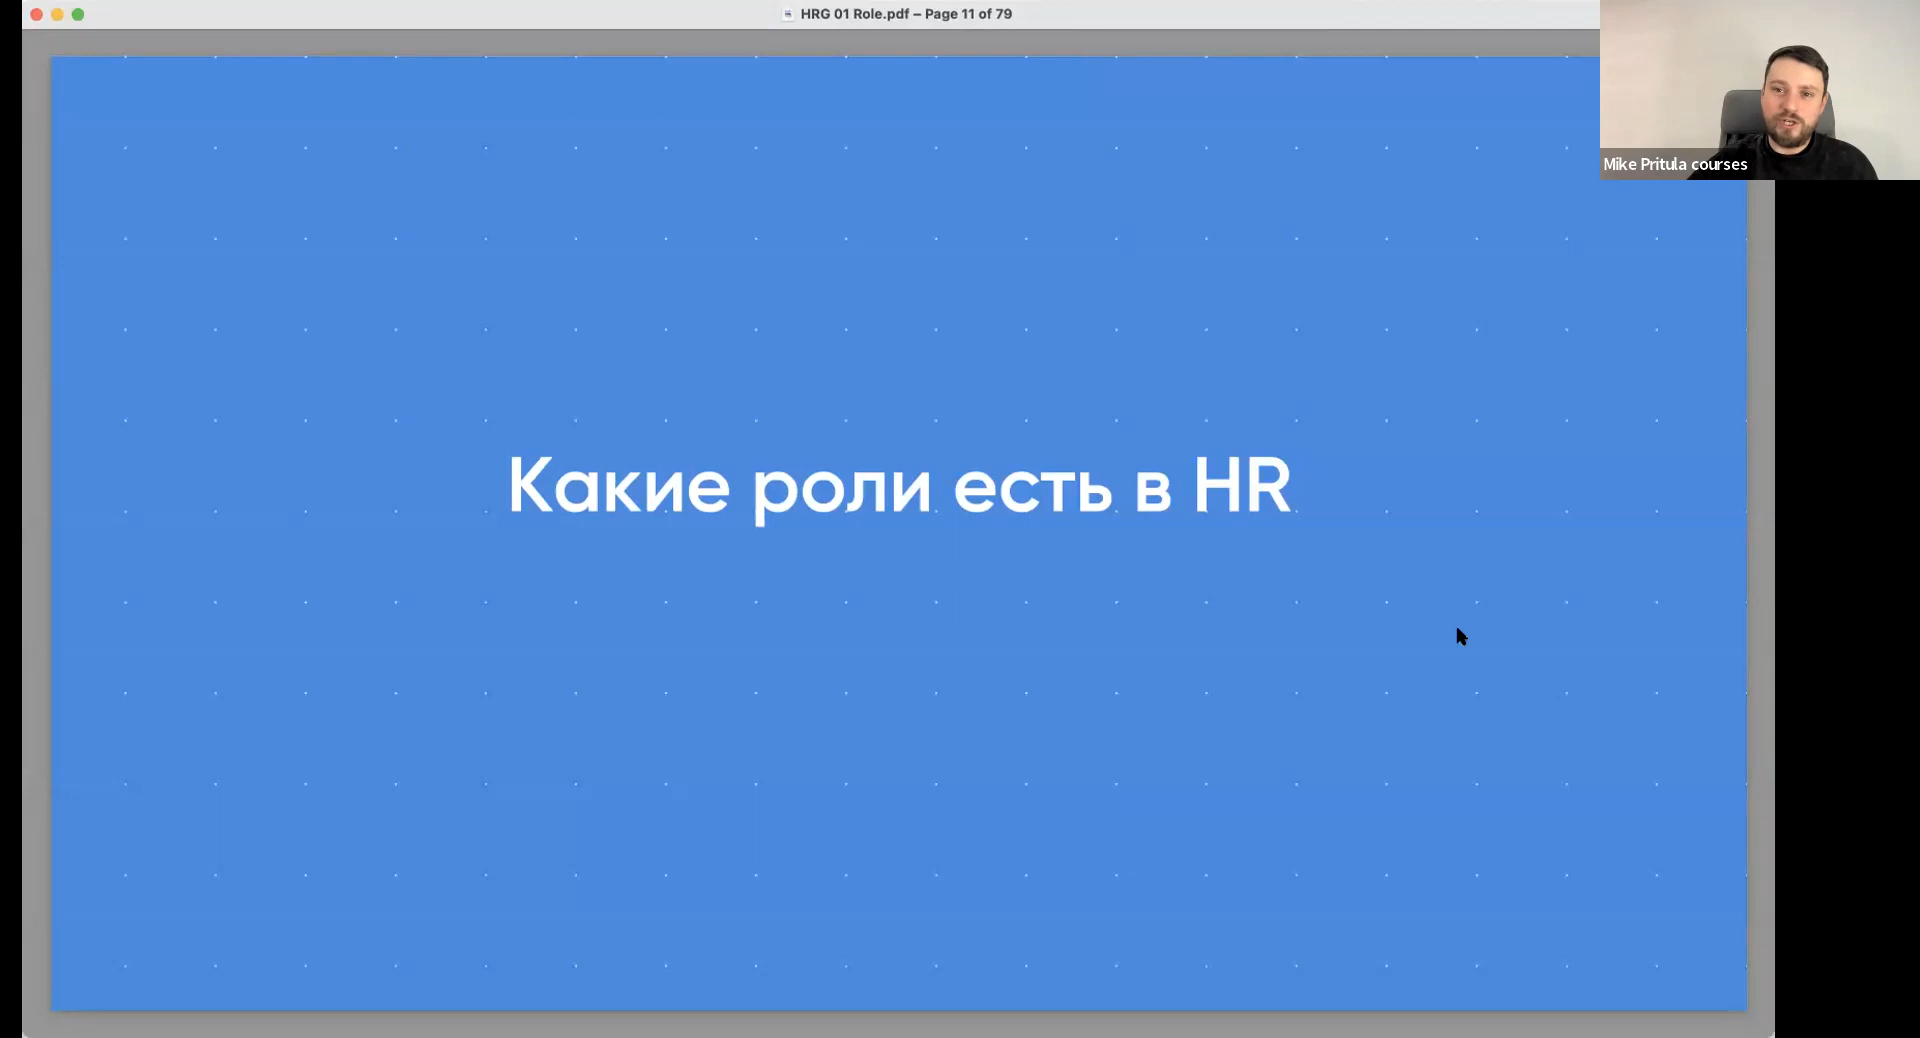 HRG 01 Role.pdf – Page 11 of 79
Mike Pritula courses
Какие роли есть в HR